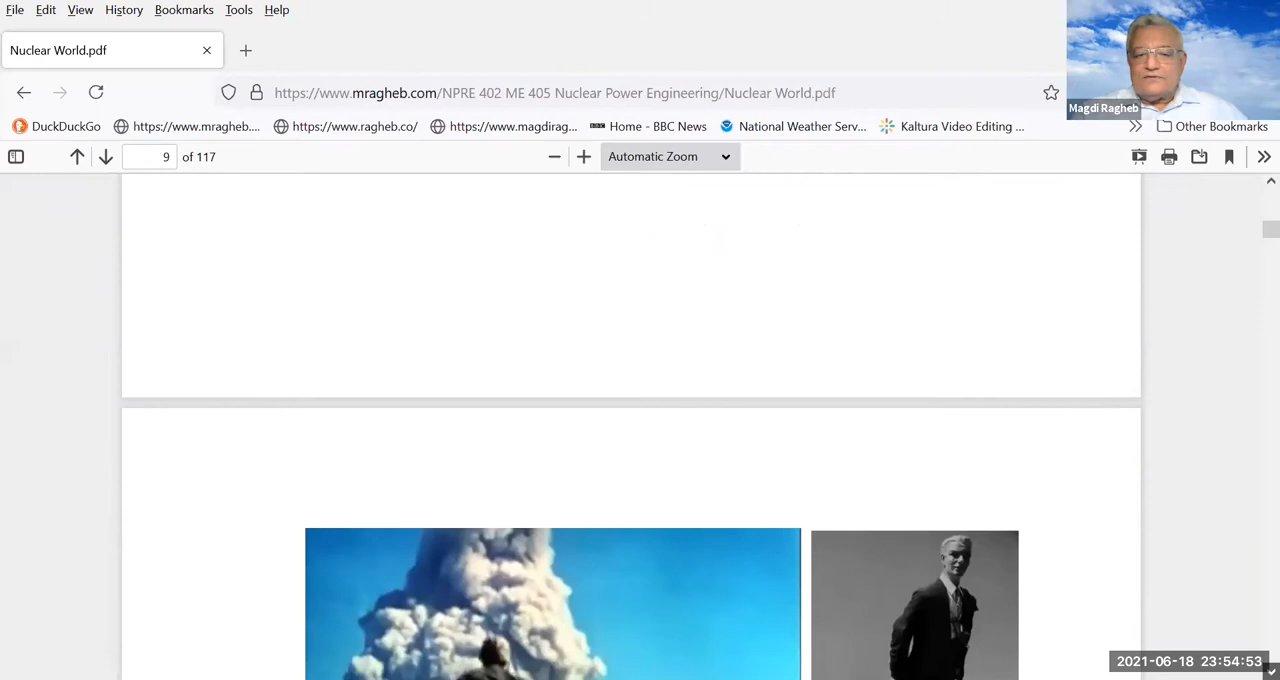 File Edit View History Bookmarks Tools Help
Nuclear World.pdf
https://www.mragheb.com/NPRE 402 ME 405 Nuclear Power Engineering/Nuclear World.pdf
Magdi Ragheb
DuckDuckGo https://www.mragheb.... https://www.ragheb.co/ https://www.magdirag... BBC Home - BBC News National Weather Serv... Kaltura Video Editing ... Other Bookmarks
9 of 117 Automatic Zoom
2021-06-18 23:54:53